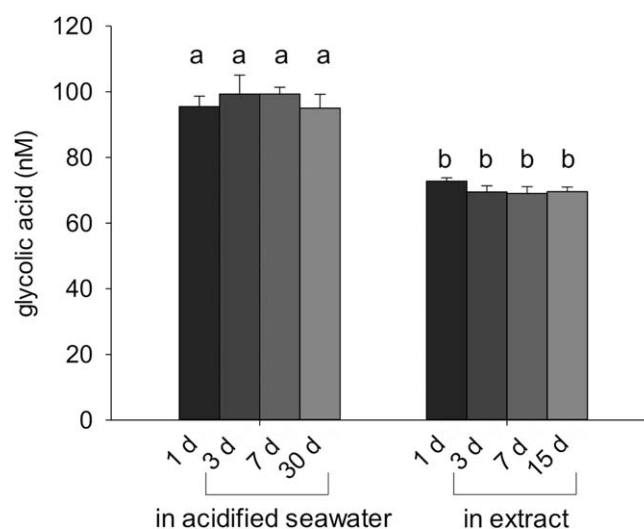 120
a a a a
100
80
b b b b
60
40
20
0
glycolic acid (nM)
1 d 3 d 7 d 30 d
1 d 3 d 7 d 15 d
in acidified seawater
in extract